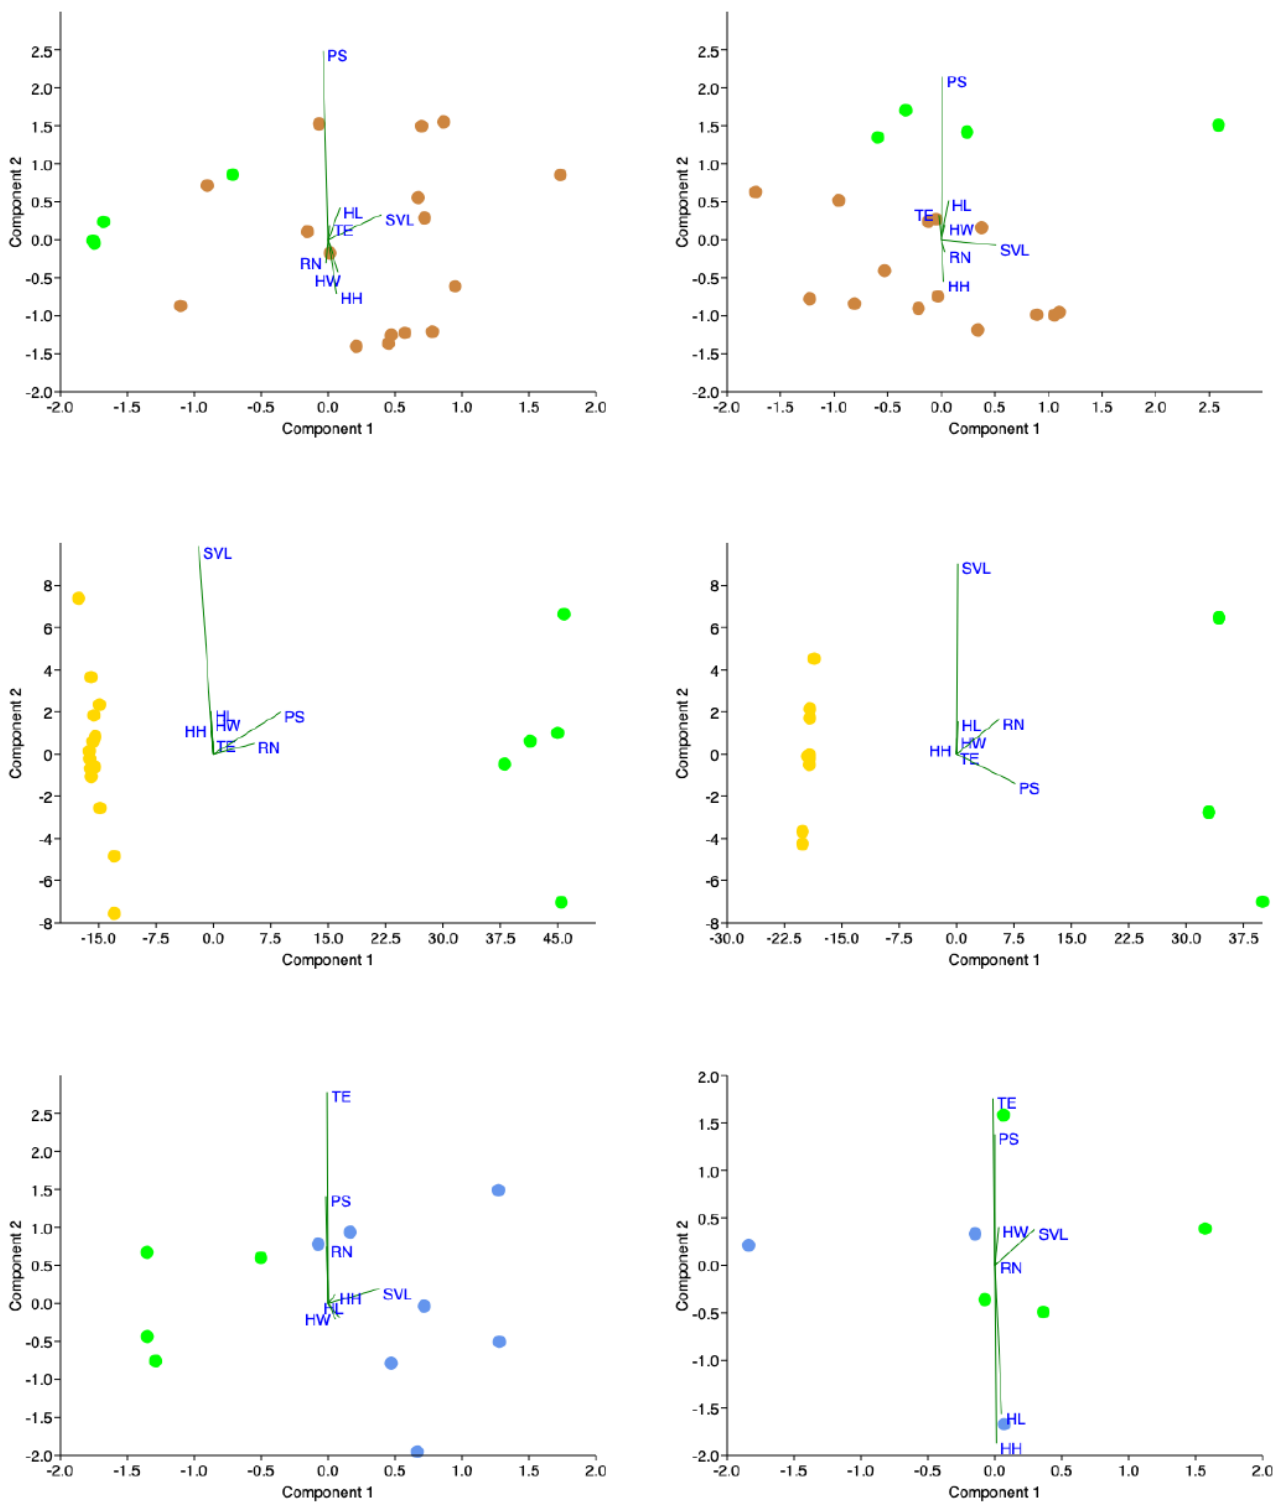 2.5
2.0
1.5
1.0
0.5
0.0
-0.5
-1.0
-1.5
-2.0
Component 2
PS
HL
SVL
TE
RN
HW
HH
-2.0 -1.5 -1.0 -0.5 0.0 0.5 1.0 1.5 2.0
Component 1
2.5
2.0
1.5
1.0
0.5
0.0
-0.5
-1.0
-1.5
-2.0
Component 2
PS
HL
TE
HW
SVL
RN
HH
-2.0 -1.5 -1.0 -0.5 0.0 0.5 1.0 1.5 2.0 2.5
Component 1
8
6
4
2
0
-2
-4
-6
-8
Component 2
SVL
HL
PS
HW
HH
TE
RN
-15.0 -7.5 0.0 7.5 15.0 22.5 30.0 37.5 45.0
Component 1
8
6
4
2
0
-2
-4
-6
-8
Component 2
SVL
HL
RN
HW
HH
TE
PS
-30.0 -22.5 -15.0 -7.5 0.0 7.5 15.0 22.5 30.0 37.5
Component 1
2.5
2.0
1.5
1.0
0.5
0.0
-0.5
-1.0
-1.5
-2.0
Component 2
TE
PS
RN
SVL
HH
HL
HW
-2.0 -1.5 -1.0 -0.5 0.0 0.5 1.0 1.5 2.0
Component 1
2.0
1.5
1.0
0.5
0.0
-0.5
-1.0
-1.5
-2.0
Component 2
TE
PS
HW
SVL
RN
HL
HH
-2.0 -1.5 -1.0 -0.5 0.0 0.5 1.0 1.5 2.0
Component 1